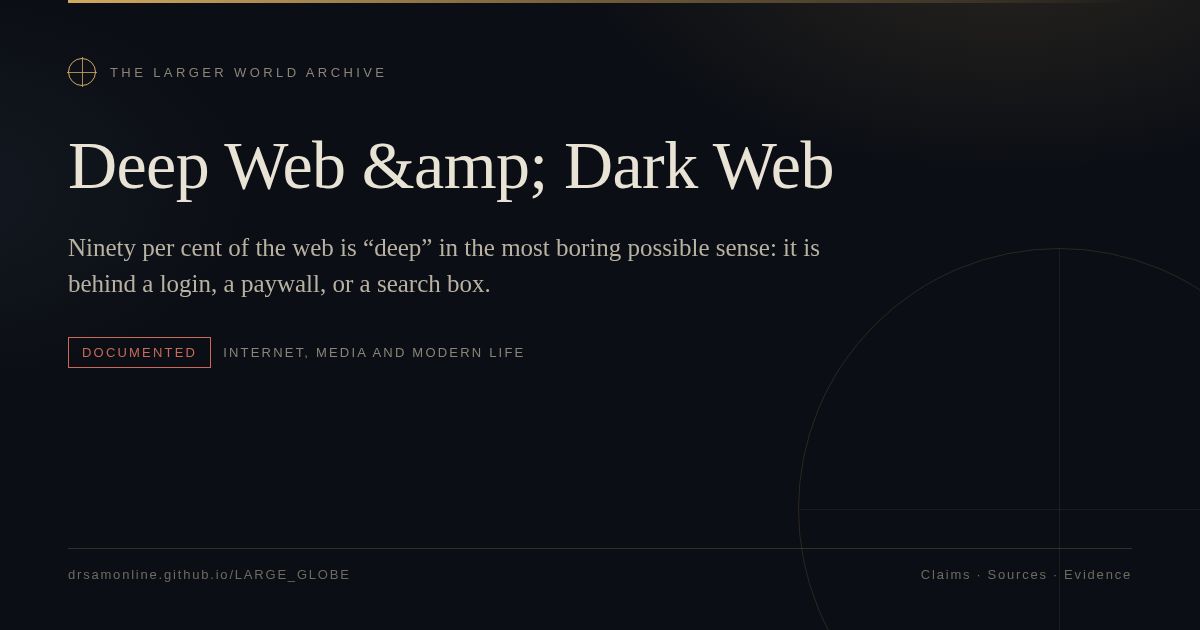 THE LARGER WORLD ARCHIVE
Deep Web &amp; Dark Web
Ninety per cent of the web is “deep” in the most boring possible sense: it is
behind a login, a paywall, or a search box.
DOCUMENTED
INTERNET, MEDIA AND MODERN LIFE
drsamonline.github.io/LARGE_GLOBE
Claims · Sources · Evidence